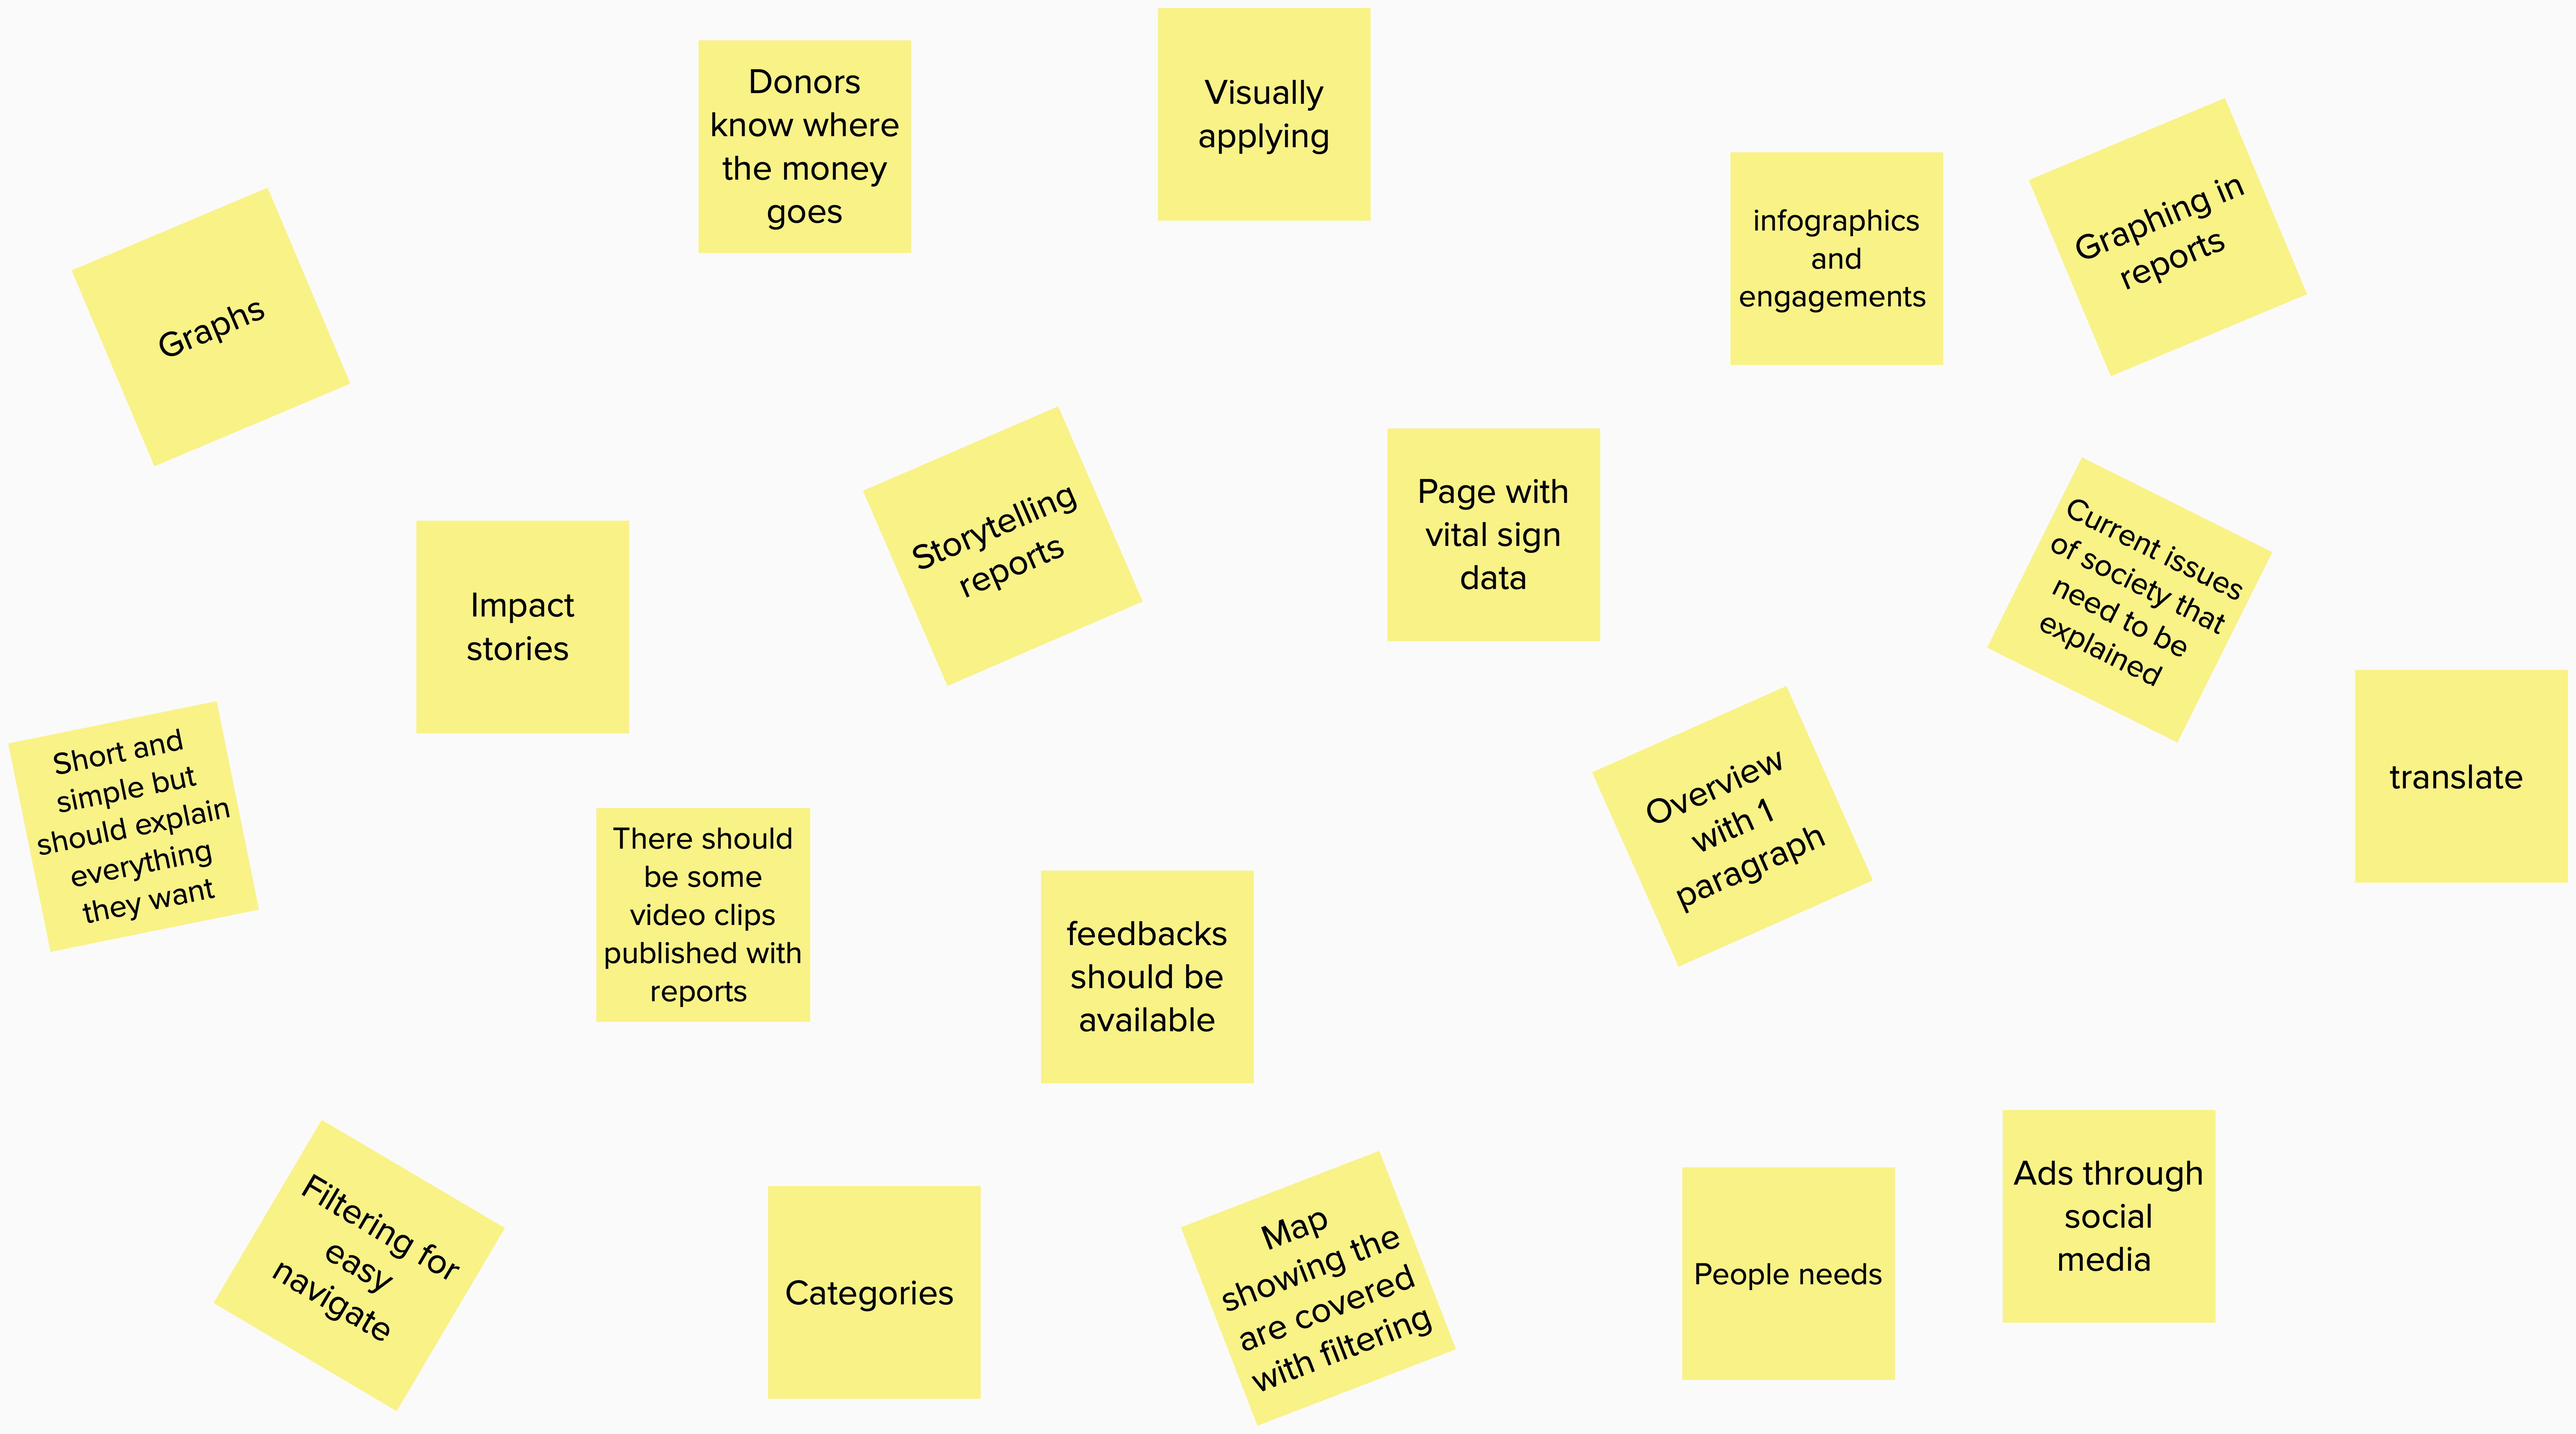 Donors
know where
the money
goes
Visually
applying
infographics
and
engagements
Graphing in
reports
Graphs
Storytelling
reports
Page with
vital sign
data
Current issues
of society that
need to be
explained
Impact
stories
Short and
simple but
should explain
everything
they want
There should
be some
video clips
published with
reports
feedbacks
should be
available
Overview
with 1
paragraph
translate
Filtering for
easy
navigate
Categories
Map
showing the
are covered
with filtering
People needs
Ads through
social
media